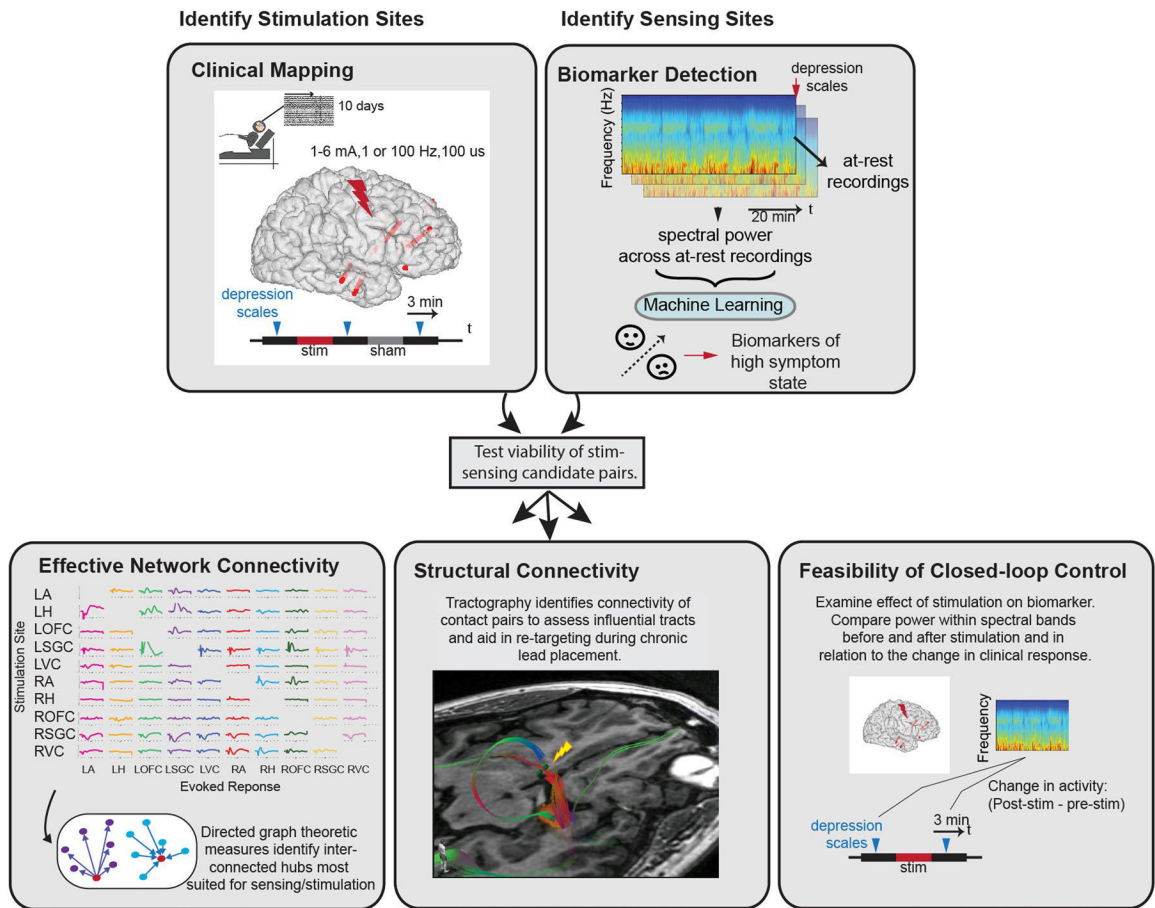 Identify Stimulation Sites
Identify Sensing Sites
Clinical Mapping
10 days
1-6 mA,1 or 100 Hz,100 us
depression
scales
3 min
t
stim
sham
Biomarker Detection
depression
scales
Frequency (Hz)
at-rest
recordings
20 min
t
spectral power
across at-rest recordings
Machine Learning
Biomarkers of
high symptom
state
Test viability of stim-
sensing candidate pairs.
Effective Network Connectivity
Stimulation Site
LA
LH
LOFC
LSGC
LVC
RA
RH
ROFC
RSGC
RVC
LA LH LOFC LSGC LVC RA RH ROFC RSGC RVC
Evoked Reponse
Directed graph theoretic
measures identify inter-
connected hubs most
suited for sensing/stimulation
Structural Connectivity
Tractography identifies connectivity of
contact pairs to assess influential tracts
and aid in re-targeting during chronic
lead placement.
Feasibility of Closed-loop Control
Examine effect of stimulation on biomarker.
Compare power within spectral bands
before and after stimulation and in
relation to the change in clinical response.
Frequency
Change in activity:
(Post-stim - pre-stim)
depression
scales
3 min
t
stim